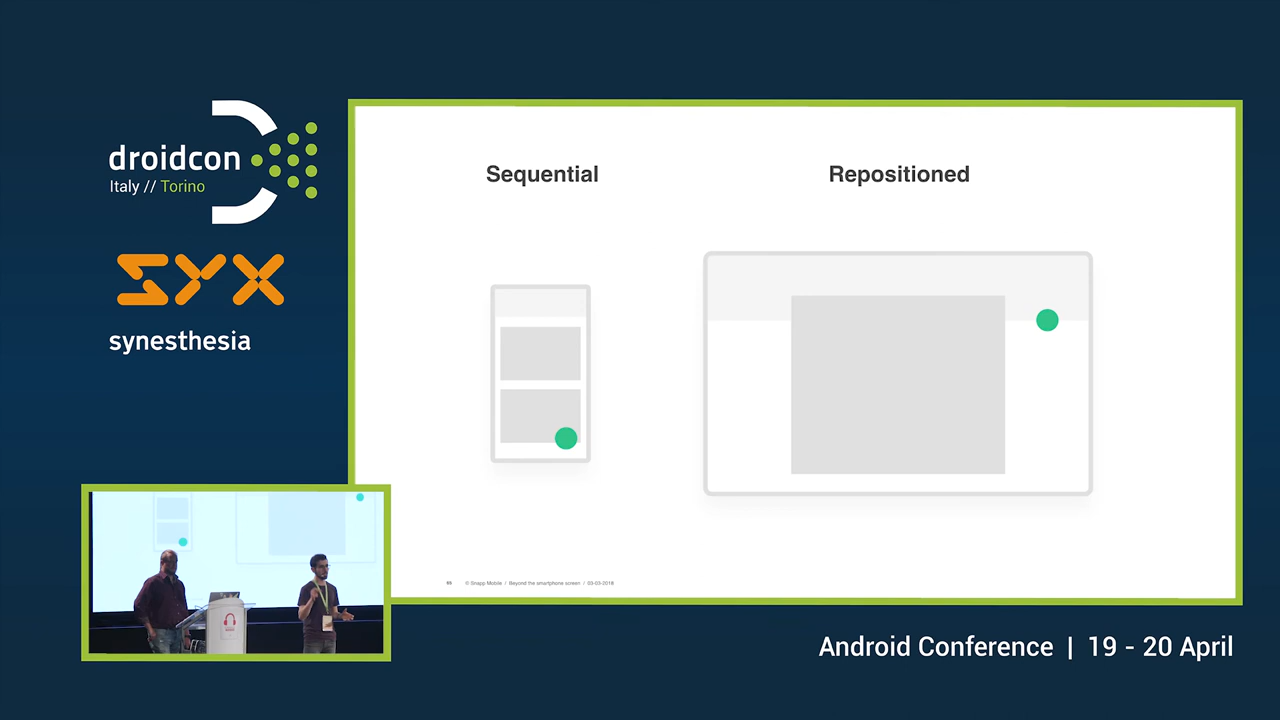 droidcon
Italy // Torino
SYX
synesthesia
Sequential
Repositioned
© Snapp Mobile / Beyond the smartphone screen / 03-03-2018
Android Conference | 19 - 20 April